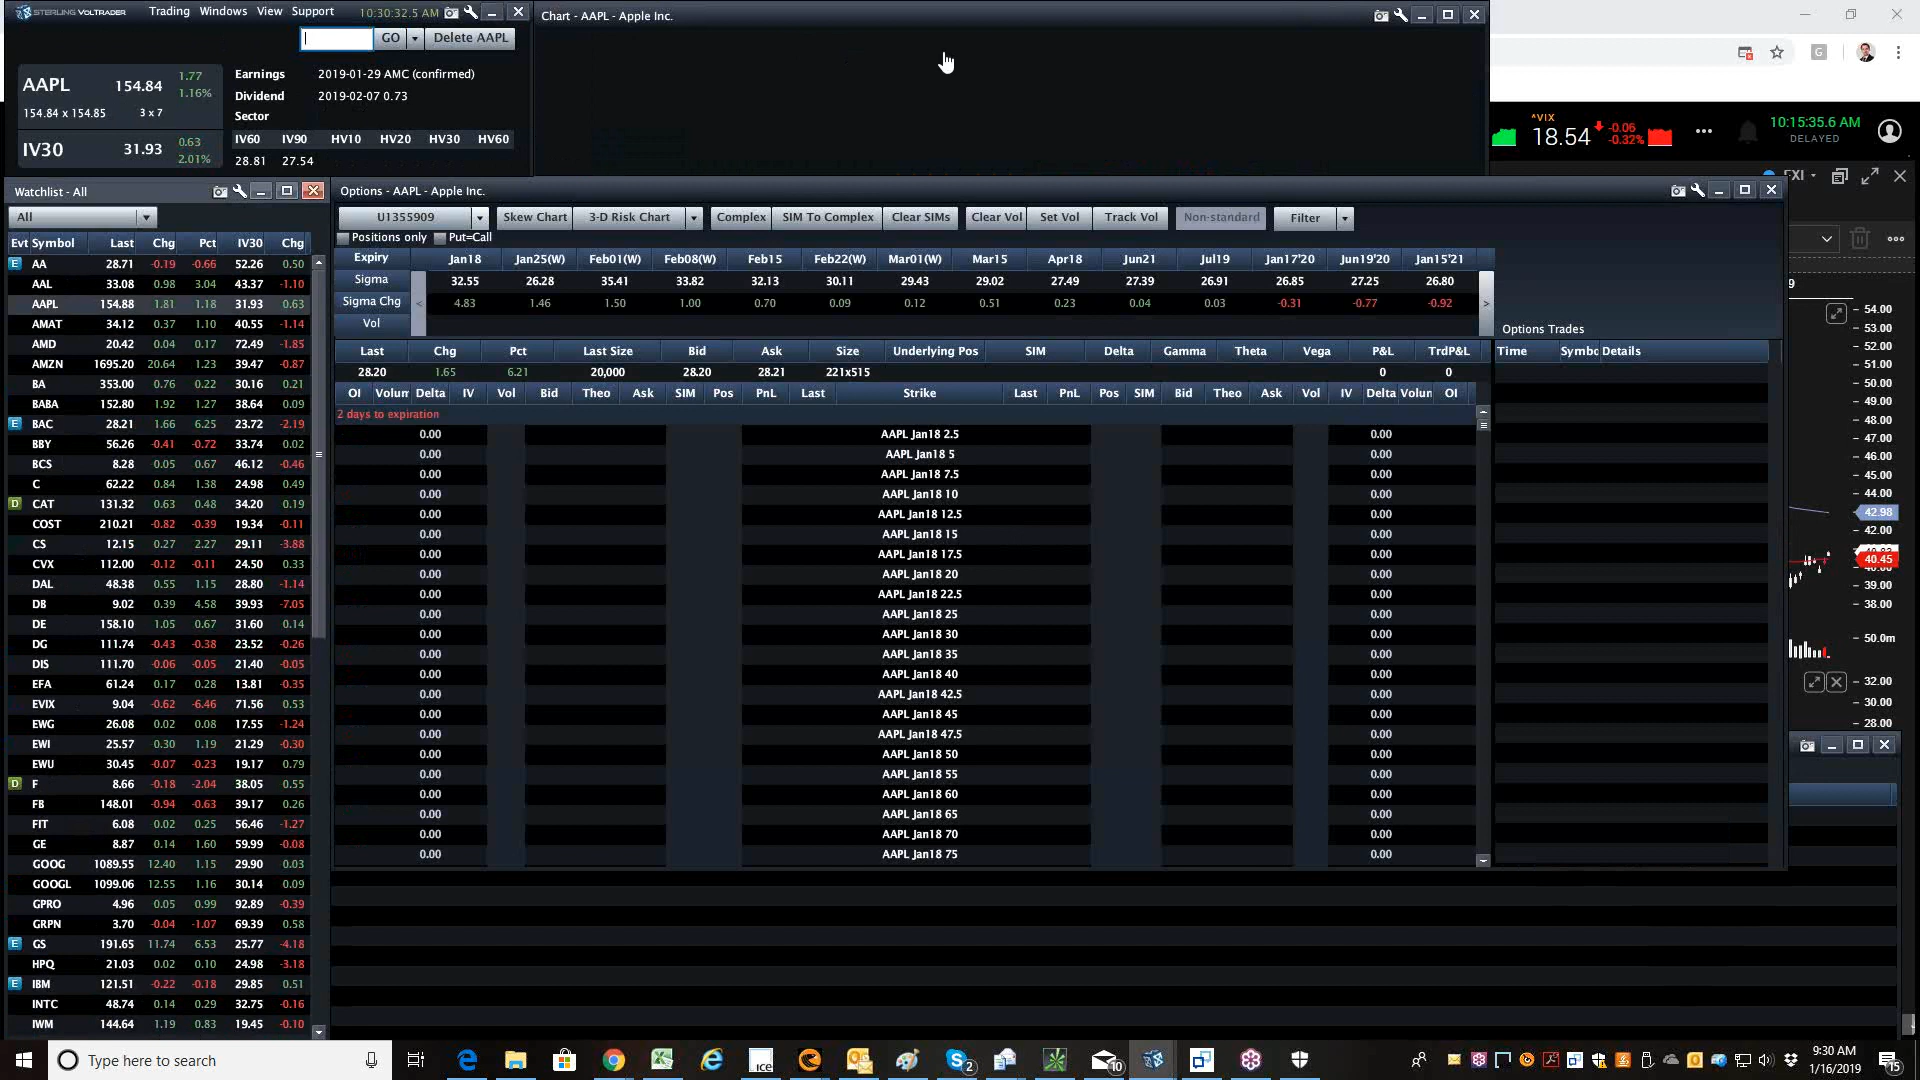 STERLING VOLTRADER Trading Windows View Support 10:30:32.5 AM
GO Delete AAPL
AAPL 154.84 1.77
1.16%
154.84 x 154.85 3 x 7
IV30 31.93 0.63
2.01%
Earnings 2019-01-29 AMC (confirmed)
Dividend 2019-02-07 0.73
Sector
IV60 IV90 HV10 HV20 HV30 HV60
28.81 27.54
Chart - AAPL - Apple Inc.
^VIX
18.54 -0.06
-0.32%
10:15:35.6 AM
DELAYED
Watchlist - All
All
Evt Symbol Last Chg Pct IV30 Chg
E AA 28.71 -0.19 -0.66 52.26 0.50
AAL 33.08 0.98 3.04 43.37 -1.10
AAPL 154.88 1.81 1.18 31.93 0.63
AMAT 34.12 0.37 1.10 40.55 -1.14
AMD 20.42 0.04 0.17 72.49 -1.85
AMZN 1695.20 20.64 1.23 39.47 -0.87
BA 353.00 0.76 0.22 30.16 0.21
BABA 152.80 1.92 1.27 38.64 0.09
E BAC 28.21 1.66 6.25 23.72 -2.19
BBY 56.26 -0.41 -0.72 33.74 0.02
BCS 8.28 0.05 0.67 46.12 -0.46
C 62.22 0.84 1.38 24.98 0.49
D CAT 131.32 0.63 0.48 34.20 0.19
COST 210.21 -0.82 -0.39 19.34 -0.11
CS 12.15 0.27 2.27 29.11 -3.88
CVX 112.00 -0.12 -0.11 24.50 0.33
DAL 48.38 0.55 1.15 28.80 -1.14
DB 9.02 0.39 4.58 39.93 -7.05
DE 158.10 1.05 0.67 31.60 0.14
DG 111.74 -0.43 -0.38 23.52 -0.26
DIS 111.70 -0.06 -0.05 21.40 -0.05
EFA 61.24 0.17 0.28 13.81 -0.35
EVIX 9.04 -0.62 -6.46 71.56 0.53
EWG 26.08 0.02 0.08 17.55 -1.24
EWI 25.57 0.30 1.19 21.29 -0.30
EWU 30.45 -0.07 -0.23 19.17 0.79
D F 8.66 -0.18 -2.04 38.05 0.55
FB 148.01 -0.94 -0.63 39.17 0.26
FIT 6.08 0.02 0.25 56.46 -1.27
GE 8.87 0.14 1.60 59.99 -0.08
GOOG 1089.55 12.40 1.15 29.90 0.03
GOOGL 1099.06 12.55 1.16 30.14 0.09
GPRO 4.96 0.05 0.99 92.89 -0.39
GRPN 3.70 -0.04 -1.07 69.39 0.58
E GS 191.65 11.74 6.53 25.77 -4.18
HPQ 21.03 0.02 0.10 24.98 -3.18
E IBM 121.51 -0.22 -0.18 29.85 0.51
INTC 48.74 0.14 0.29 32.75 -0.16
IWM 144.64 1.19 0.83 19.45 -0.10
Options - AAPL - Apple Inc.
U1355909 Skew Chart 3-D Risk Chart Complex SIM To Complex Clear SIMs Clear Vol Set Vol Track Vol Non-standard Filter
Positions only Put=Call
Expiry Jan18 Jan25(W) Feb01(W) Feb08(W) Feb15 Feb22(W) Mar01(W) Mar15 Apr18 Jun21 Jul19 Jan17'20 Jun19'20 Jan15'21
Sigma 32.55 26.28 35.41 33.82 32.13 30.11 29.43 29.02 27.49 27.39 26.91 26.85 27.25 26.80
Sigma Chg < 4.83 1.46 1.50 1.00 0.70 0.09 0.12 0.51 0.23 0.04 0.03 -0.31 -0.77 -0.92 >
Vol
Last Chg Pct Last Size Bid Ask Size Underlying Pos SIM Delta Gamma Theta Vega P&L TrdP&L
28.20 1.65 6.21 20,000 28.20 28.21 221x515 0 0
OI Volum Delta IV Vol Bid Theo Ask SIM Pos PnL Last Strike Last PnL Pos SIM Bid Theo Ask Vol IV Delta Volun OI
2 days to expiration
0.00 AAPL Jan18 2.5 0.00
0.00 AAPL Jan18 5 0.00
0.00 AAPL Jan18 7.5 0.00
0.00 AAPL Jan18 10 0.00
0.00 AAPL Jan18 12.5 0.00
0.00 AAPL Jan18 15 0.00
0.00 AAPL Jan18 17.5 0.00
0.00 AAPL Jan18 20 0.00
0.00 AAPL Jan18 22.5 0.00
0.00 AAPL Jan18 25 0.00
0.00 AAPL Jan18 30 0.00
0.00 AAPL Jan18 35 0.00
0.00 AAPL Jan18 40 0.00
0.00 AAPL Jan18 42.5 0.00
0.00 AAPL Jan18 45 0.00
0.00 AAPL Jan18 47.5 0.00
0.00 AAPL Jan18 50 0.00
0.00 AAPL Jan18 55 0.00
0.00 AAPL Jan18 60 0.00
0.00 AAPL Jan18 65 0.00
0.00 AAPL Jan18 70 0.00
0.00 AAPL Jan18 75 0.00
Options Trades
Time Symbc Details
54.00
53.00
52.00
51.00
50.00
49.00
48.00
47.00
46.00
45.00
44.00
42.98
42.00
40.45
39.00
38.00
50.0m
32.00
30.00
28.00
Type here to search
ICE
2
10
9:30 AM
1/16/2019
15